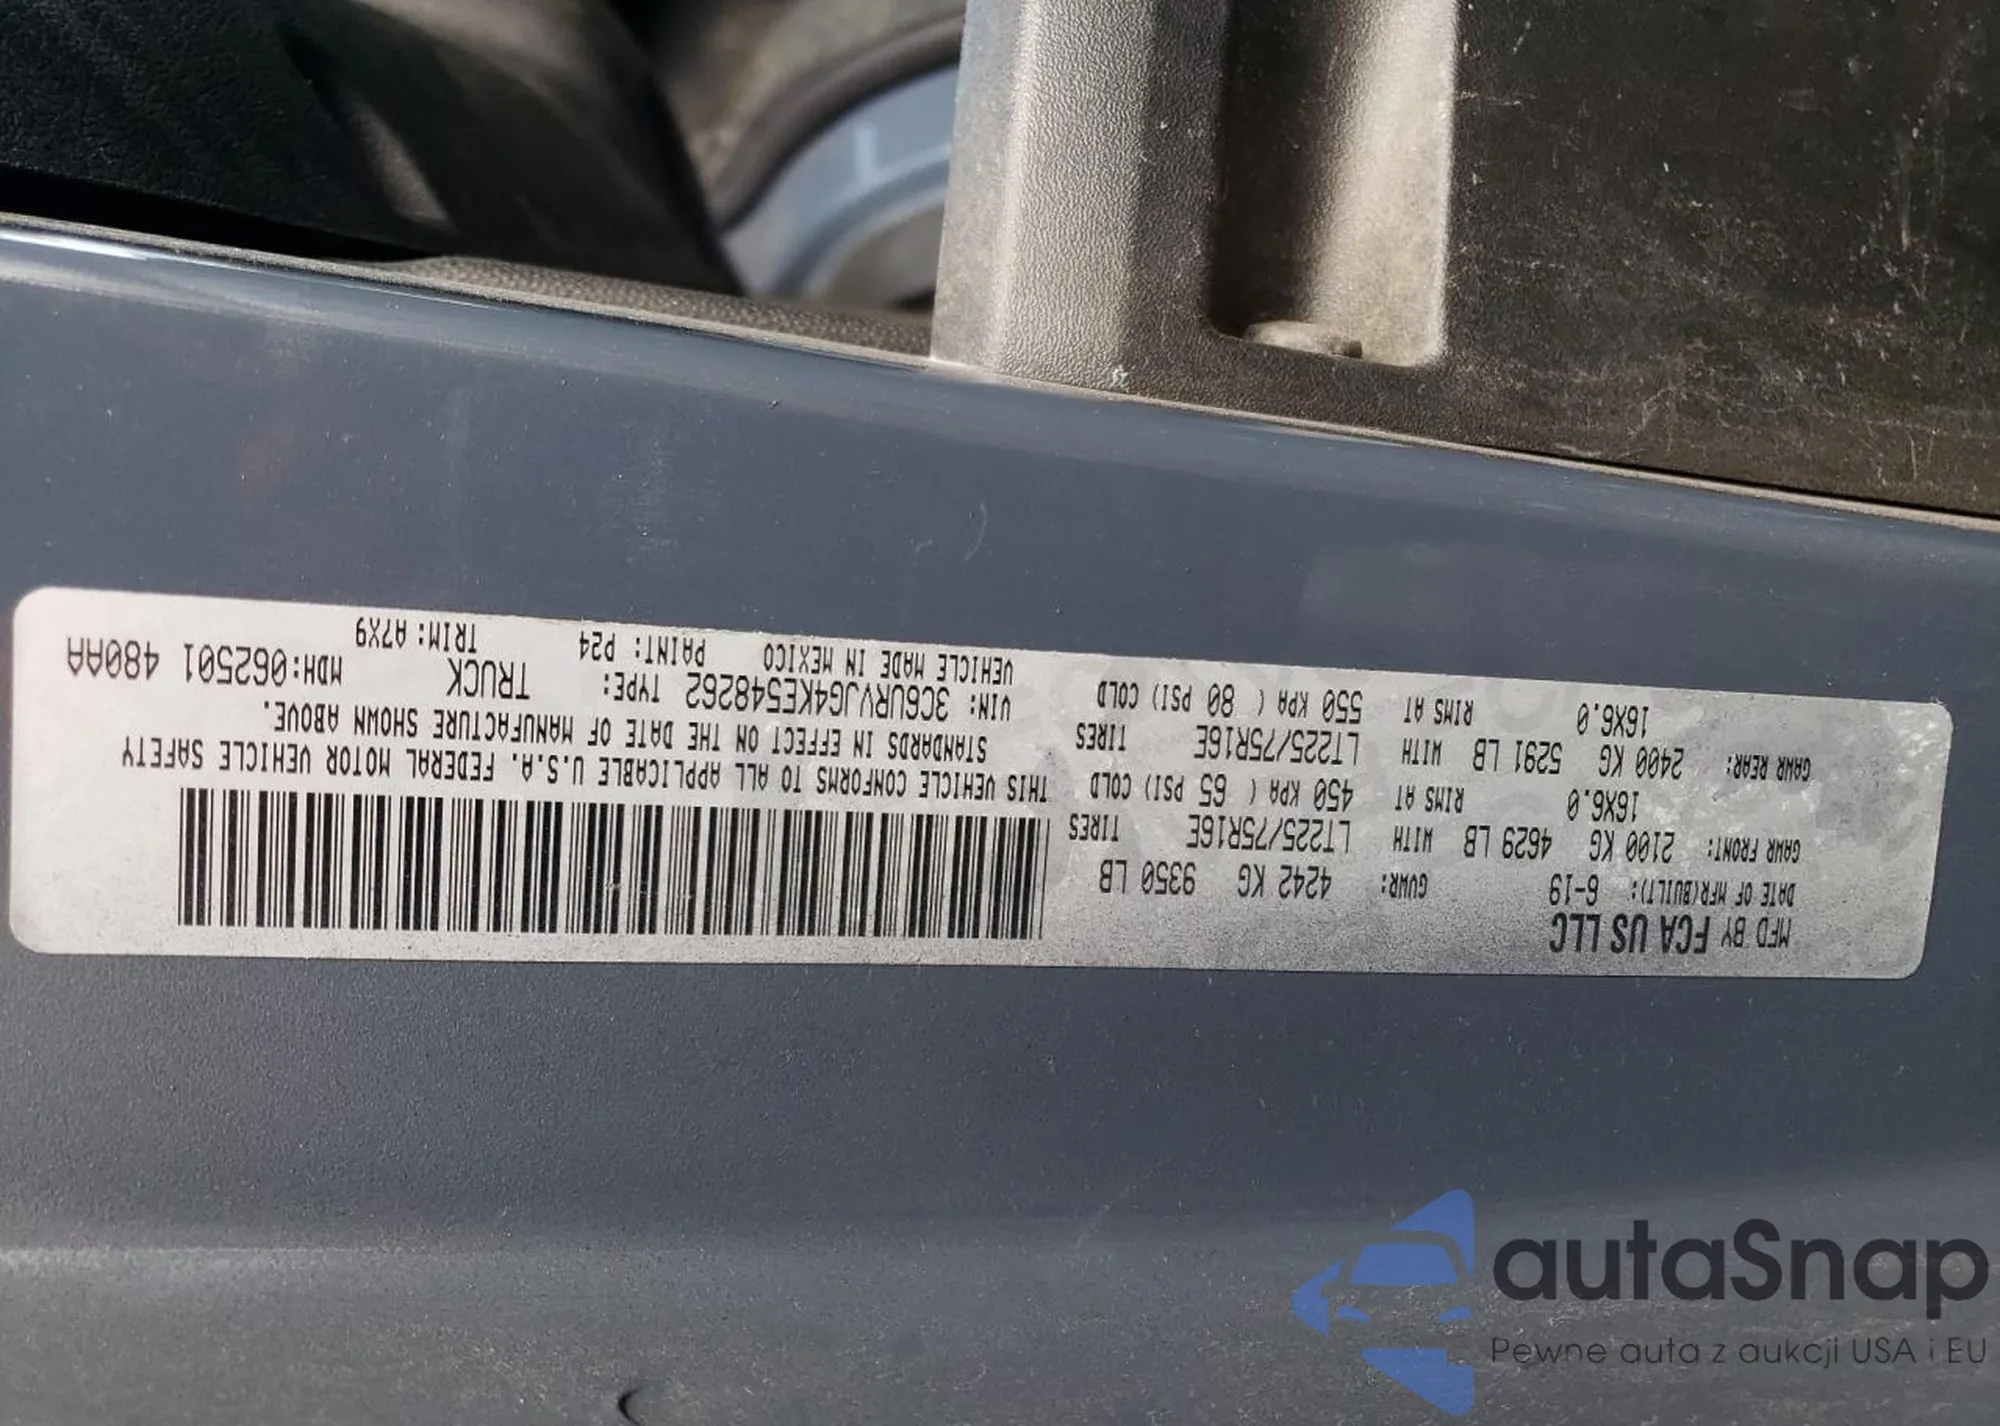 MFD BY FCA US LLC
DATE OF MFR(BUILT): 6-19 GVWR: 4242 KG 9350 LB
GAWR FRONT: 2100 KG 4629 LB WITH LT225/75R16E TIRES
16X6.0 RIMS AT 450 KPA ( 65 PSI) COLD
GAWR REAR: 2400 KG 5291 LB WITH LT225/75R16E TIRES
16X6.0 RIMS AT 550 KPA ( 80 PSI) COLD
THIS VEHICLE CONFORMS TO ALL APPLICABLE U.S.A. FEDERAL MOTOR VEHICLE SAFETY
STANDARDS IN EFFECT ON THE DATE OF MANUFACTURE SHOWN ABOVE.
VIN: 3C6URVJG4KE548262 TYPE: TRUCK MDH:062501 480AA
VEHICLE MADE IN MEXICO PAINT: P24 TRIM: A7X9
autaSnap
Pewne auta z aukcji USA i EU